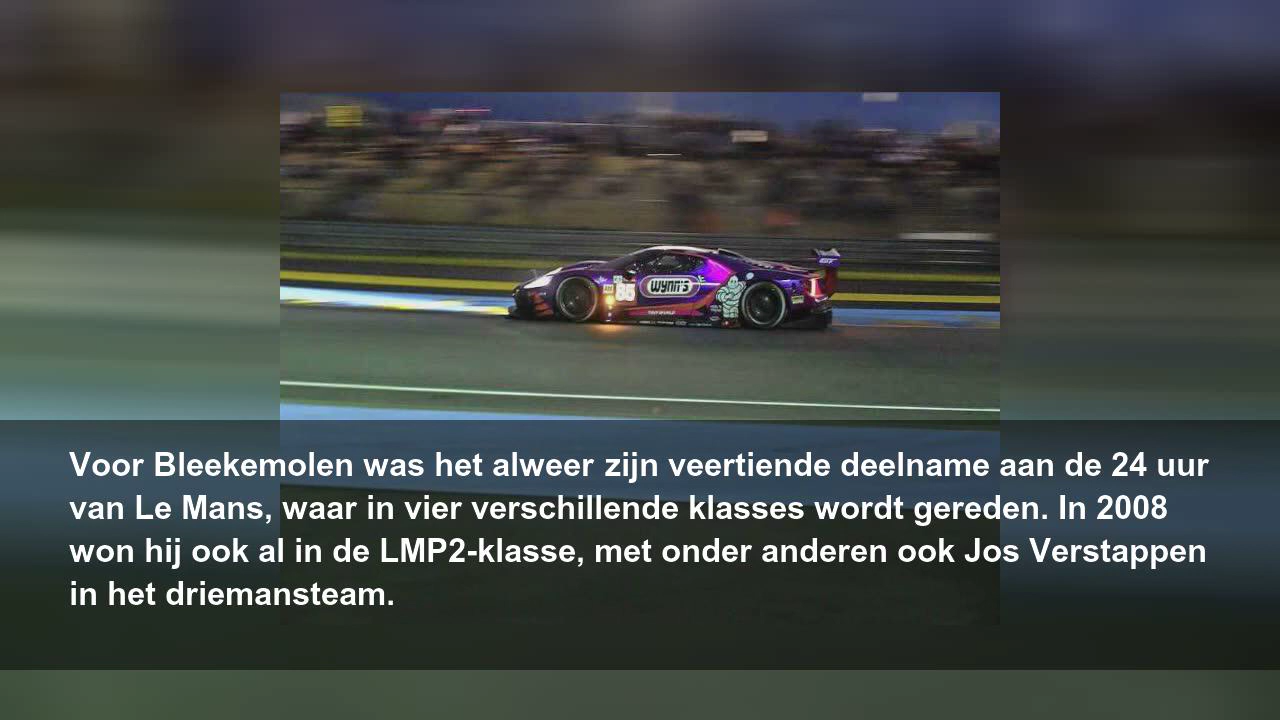 WYNN'S
85
Voor Bleekemolen was het alweer zijn veertiende deelname aan de 24 uur
van Le Mans, waar in vier verschillende klasses wordt gereden. In 2008
won hij ook al in de LMP2-klasse, met onder anderen ook Jos Verstappen
in het driemansteam.